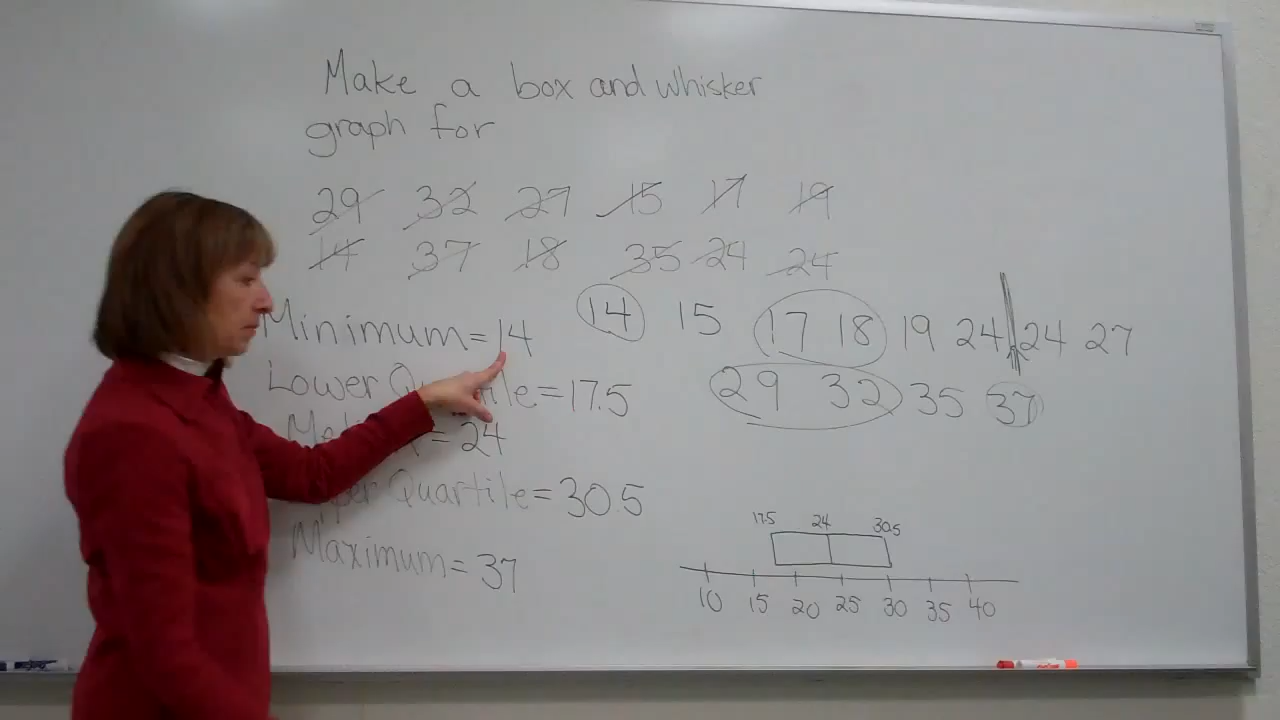 Make a box and whisker
graph for
29 32 27 15 17 19
14 37 18 35 24 24
14 15 17 18 19 24 24 27
29 32 35 37
Minimum=14
Lower =17.5
=24
Quartile=30.5
Maximum=37
17.5 24 30.5
10 15 20 25 30 35 40